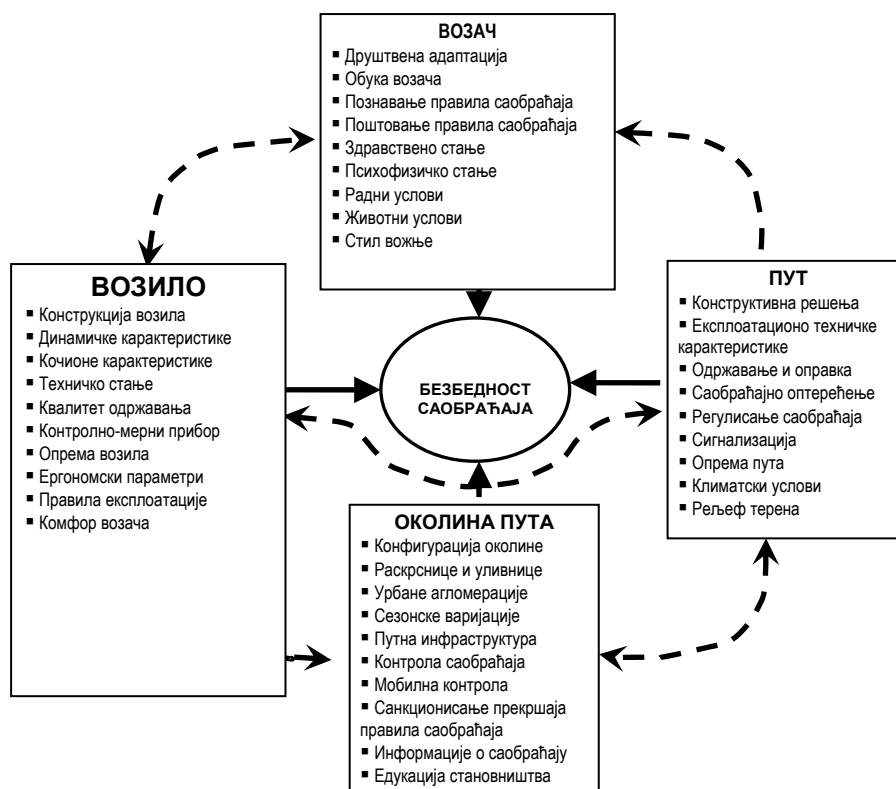 ВОЗАЧ
▪ Друштвена адаптација
▪ Обука возача
▪ Познавање правила саобраћаја
▪ Поштовање правила саобраћаја
▪ Здравствено стање
▪ Психофизичко стање
▪ Радни услови
▪ Животни услови
▪ Стил вожње
ВОЗИЛО
▪ Конструкција возила
▪ Динамичке карактеристике
▪ Кочионе карактеристике
▪ Техничко стање
▪ Квалитет одржавања
▪ Контролно-мерни прибор
▪ Опрема возила
▪ Ергономски параметри
▪ Правила експлоатације
▪ Комфор возача
БЕЗБЕДНОСТ
САОБРАЋАЈА
ПУТ
▪ Конструктивна решења
▪ Експлоатационо техничке
карактеристике
▪ Одржавање и оправка
▪ Саобраћајно оптерећење
▪ Регулисање саобраћаја
▪ Сигнализација
▪ Опрема пута
▪ Климатски услови
▪ Рељеф терена
ОКОЛИНА ПУТА
▪ Конфигурација околине
▪ Раскрснице и уливнице
▪ Урбане агломерације
▪ Сезонске варијације
▪ Путна инфраструктура
▪ Контрола саобраћаја
▪ Мобилна контрола
▪ Санкционисање прекршаја
правила саобраћаја
▪ Информације о саобраћају
▪ Едукација становништва